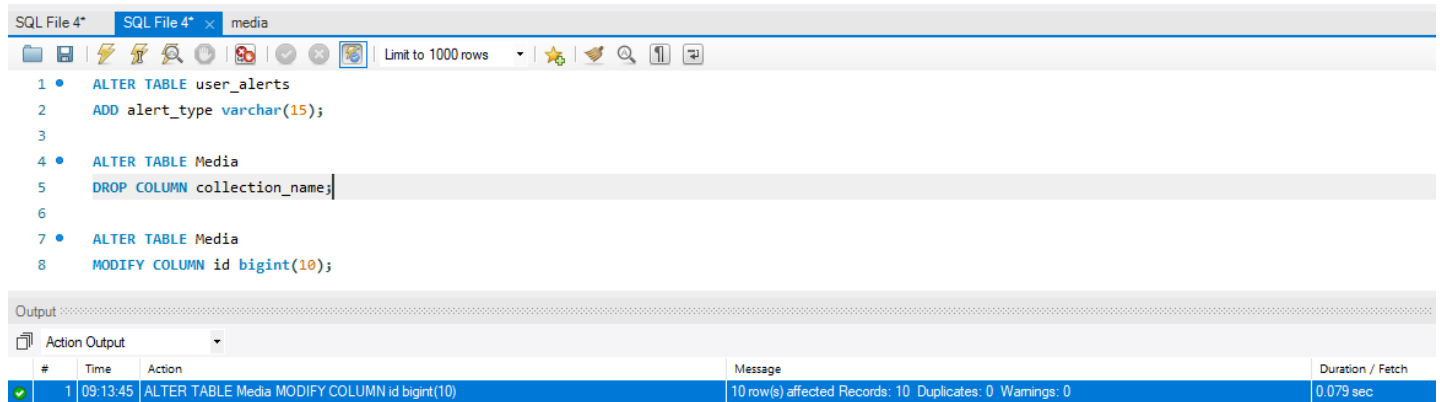 SQL File 4* SQL File 4* × media
Limit to 1000 rows
1 ALTER TABLE user_alerts
2 ADD alert_type varchar(15);
3
4 ALTER TABLE Media
5 DROP COLUMN collection_name;
6
7 ALTER TABLE Media
8 MODIFY COLUMN id bigint(10);
Output
Action Output
# Time Action Message Duration / Fetch
1 09:13:45 ALTER TABLE Media MODIFY COLUMN id bigint(10) 10 row(s) affected Records: 10 Duplicates: 0 Warnings: 0 0.079 sec